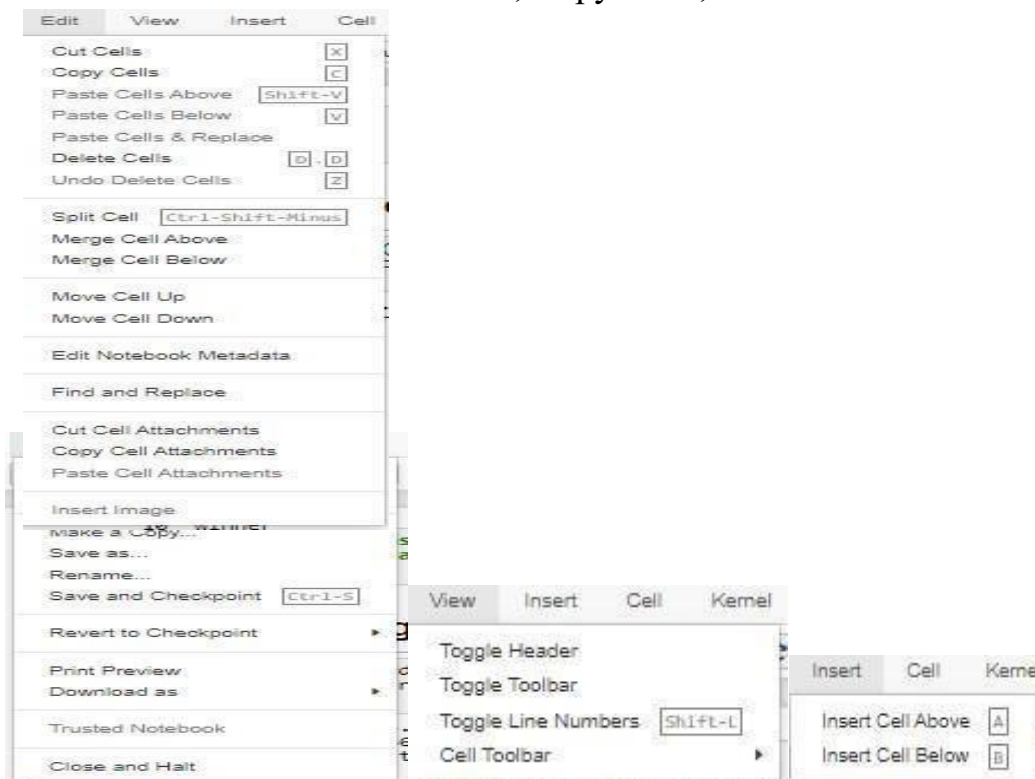 Edit View Insert Cell
Cut Cells X
Copy Cells C
Paste Cells Above Shift-V
Paste Cells Below V
Paste Cells & Replace
Delete Cells D,D
Undo Delete Cells Z
Split Cell Ctrl-Shift-Minus
Merge Cell Above
Merge Cell Below
Move Cell Up
Move Cell Down
Edit Notebook Metadata
Find and Replace
Cut Cell Attachments
Copy Cell Attachments
Paste Cell Attachments
Insert Image
Make a Copy...
Save as...
Rename...
Save and Checkpoint Ctrl-S
Revert to Checkpoint
Print Preview
Download as
Trusted Notebook
Close and Halt
View Insert Cell Kernel
Toggle Header
Toggle Toolbar
Toggle Line Numbers Shift-L
Cell Toolbar
Insert Cell Kerne
Insert Cell Above A
Insert Cell Below B